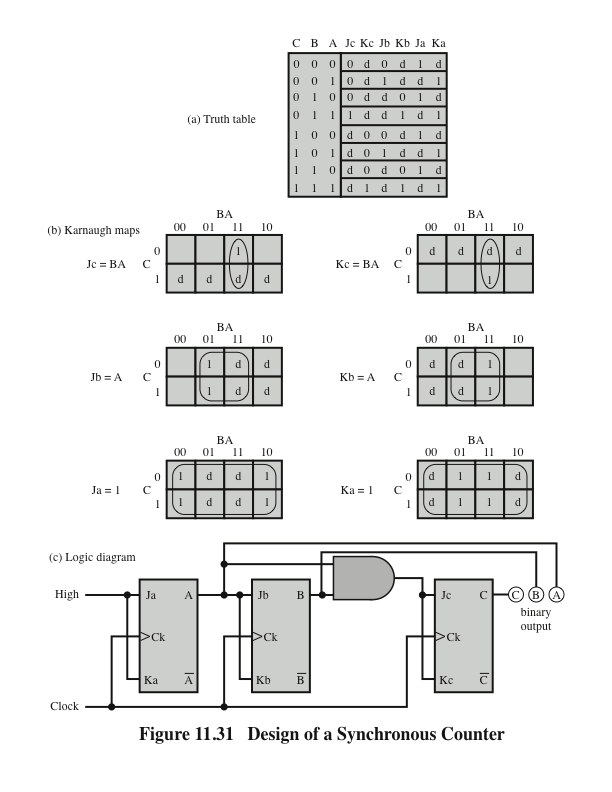 C B A Jc Kc Jb Kb Ja Ka
0 0 0 0 d 0 d 1 d
0 0 1 0 d 1 d d 1
0 1 0 0 d d 0 1 d
(a) Truth table
0 1 1 1 d d 1 d 1
1 0 0 d 0 0 d 1 d
1 0 1 d 0 1 d d 1
1 1 0 d 0 d 0 1 d
1 1 1 d 1 d 1 d 1
(b) Karnaugh maps
BA
00 01 11 10
0 1
Jc = BA C
1 d d d d
BA
00 01 11 10
0 d d d d
Kc = BA C
1 1
BA
00 01 11 10
0 1 d d
Jb = A C
1 1 d d
BA
00 01 11 10
0 d d 1
Kb = A C
1 d d 1
BA
00 01 11 10
0 1 d d 1
Ja = 1 C
1 1 d d 1
BA
00 01 11 10
0 d 1 1 d
Ka = 1 C
1 d 1 1 d
(c) Logic diagram
High Ja A Jb B Jc C C B A
binary
output
Ck Ck Ck
Ka A̅ Kb B̅ Kc C̅
Clock
Figure 11.31 Design of a Synchronous Counter